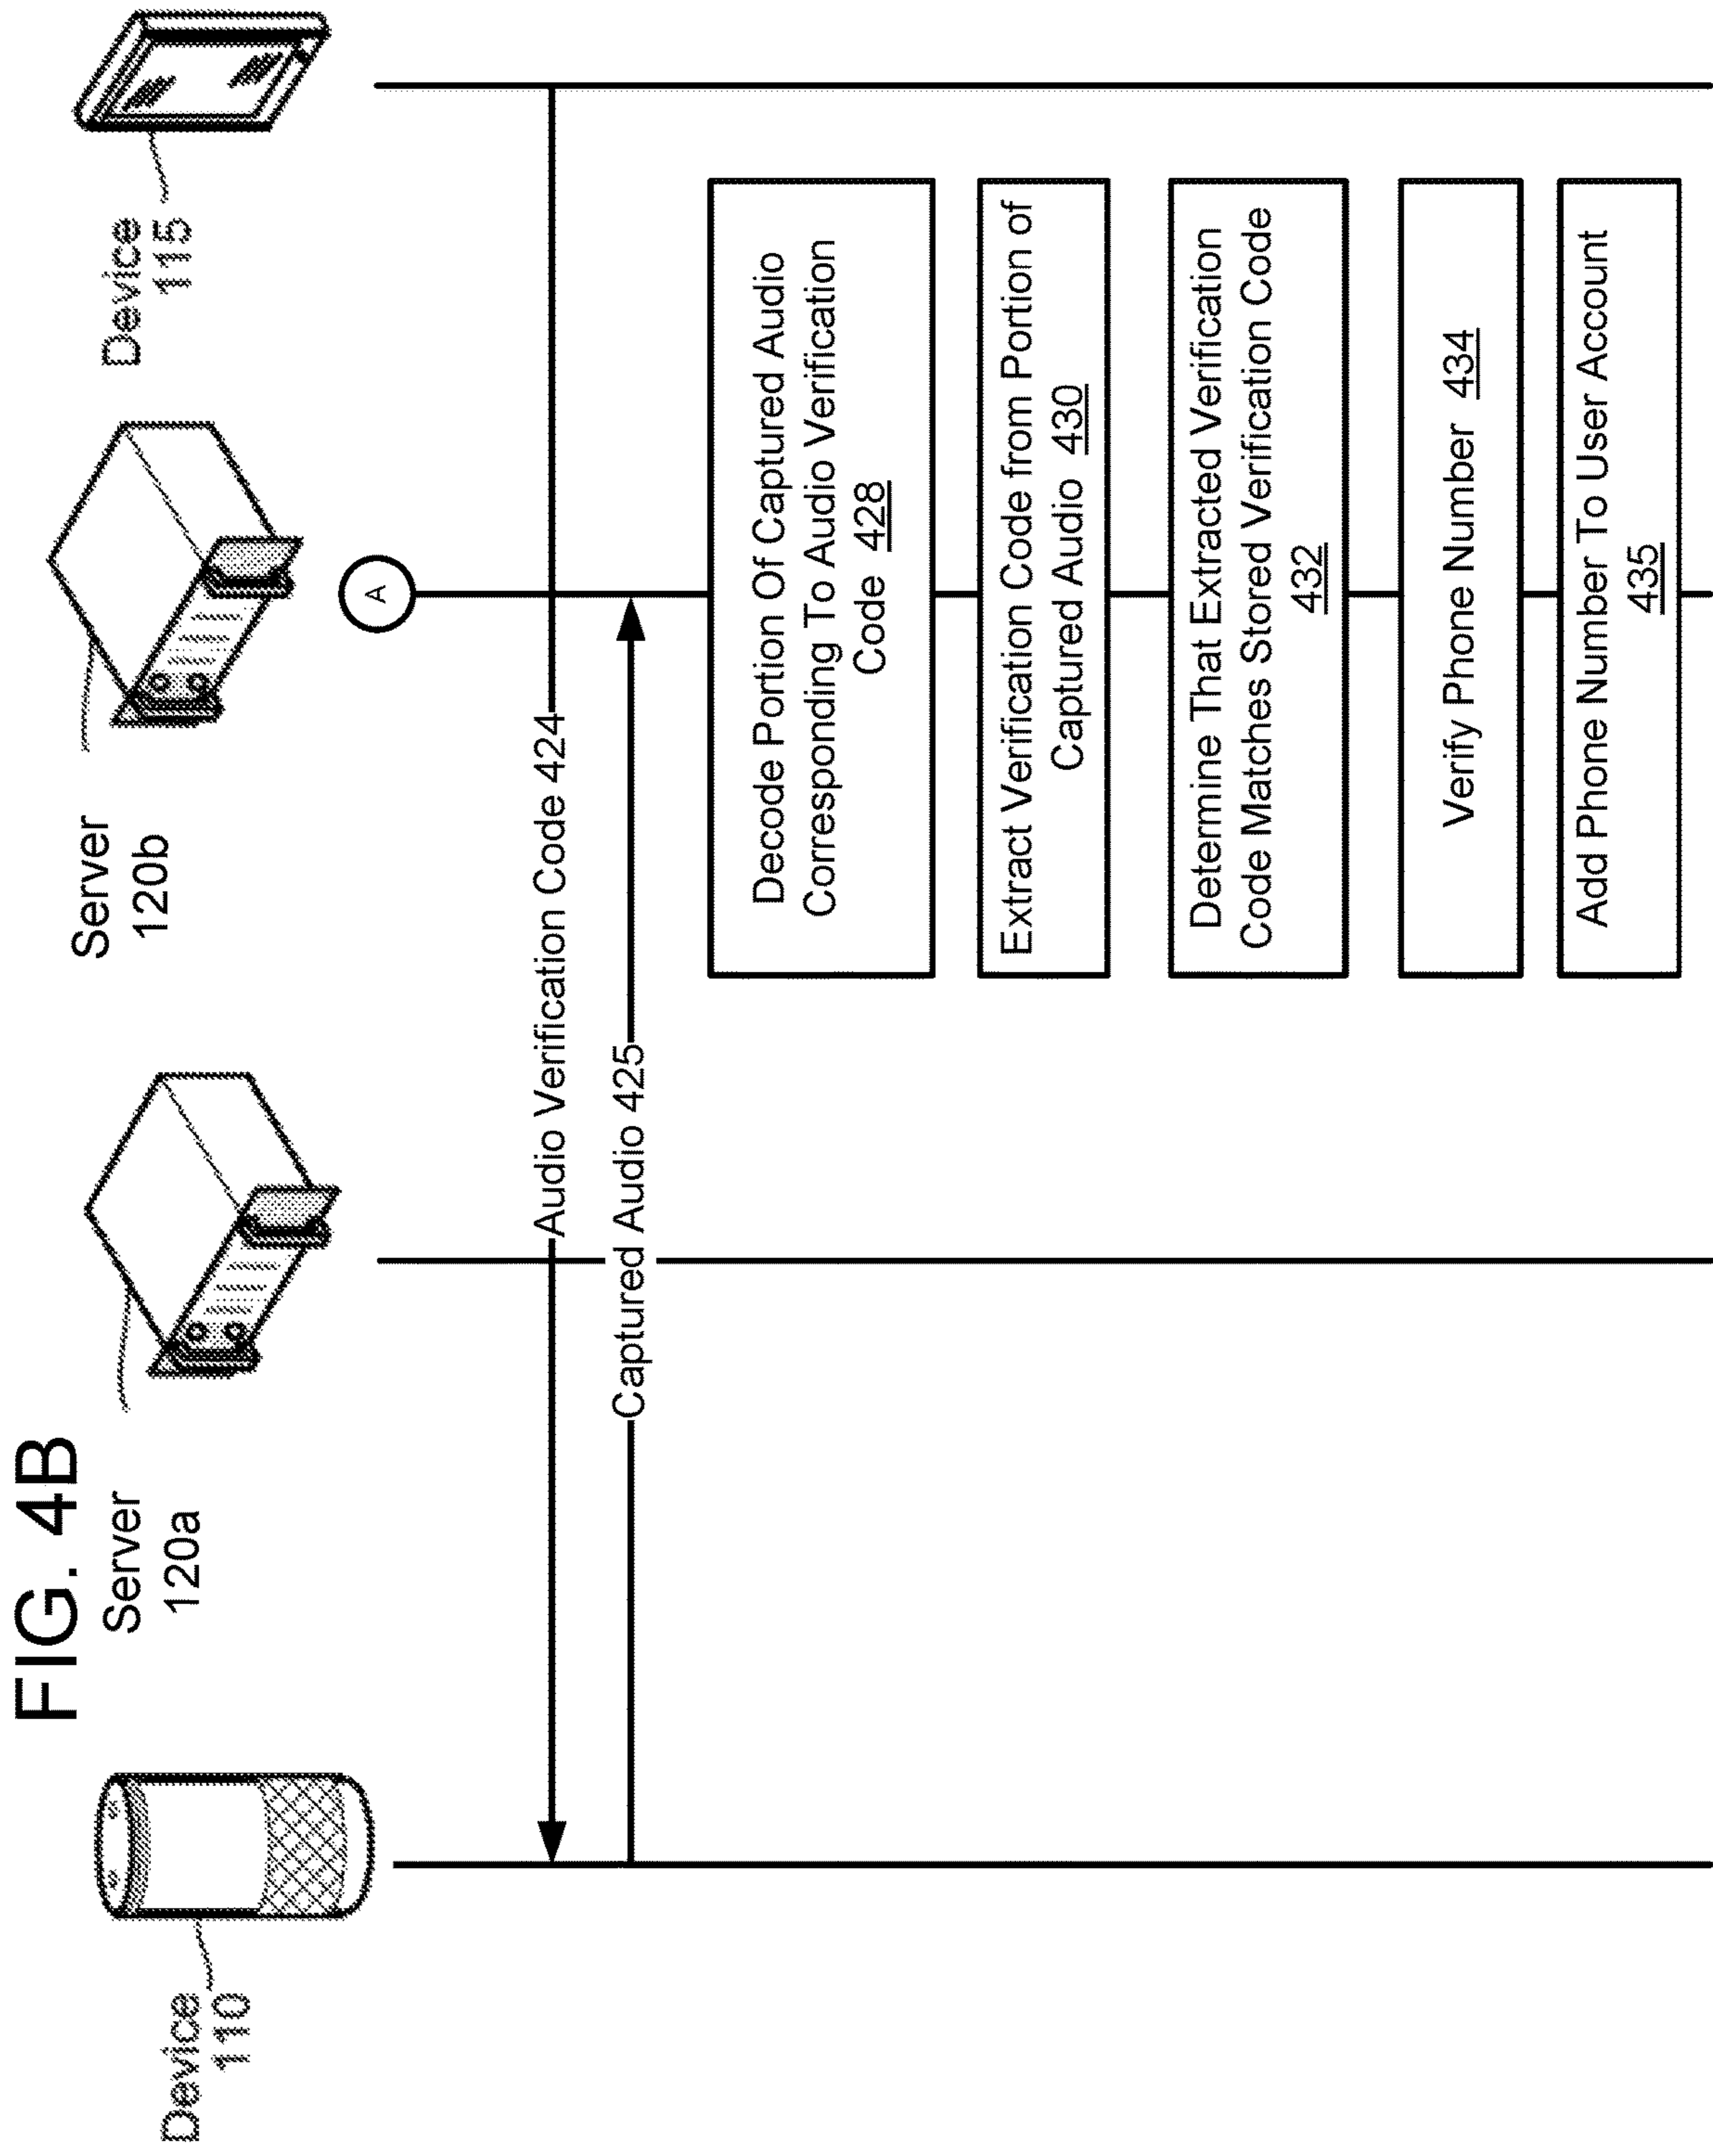 FIG. 4B
Device
110
Server
120a
Server
120b
Device
115
A
Audio Verification Code 424
Captured Audio 425
Decode Portion Of Captured Audio
Corresponding To Audio Verification
Code 428
Extract Verification Code from Portion of
Captured Audio 430
Determine That Extracted Verification
Code Matches Stored Verification Code
432
Verify Phone Number 434
Add Phone Number To User Account
435